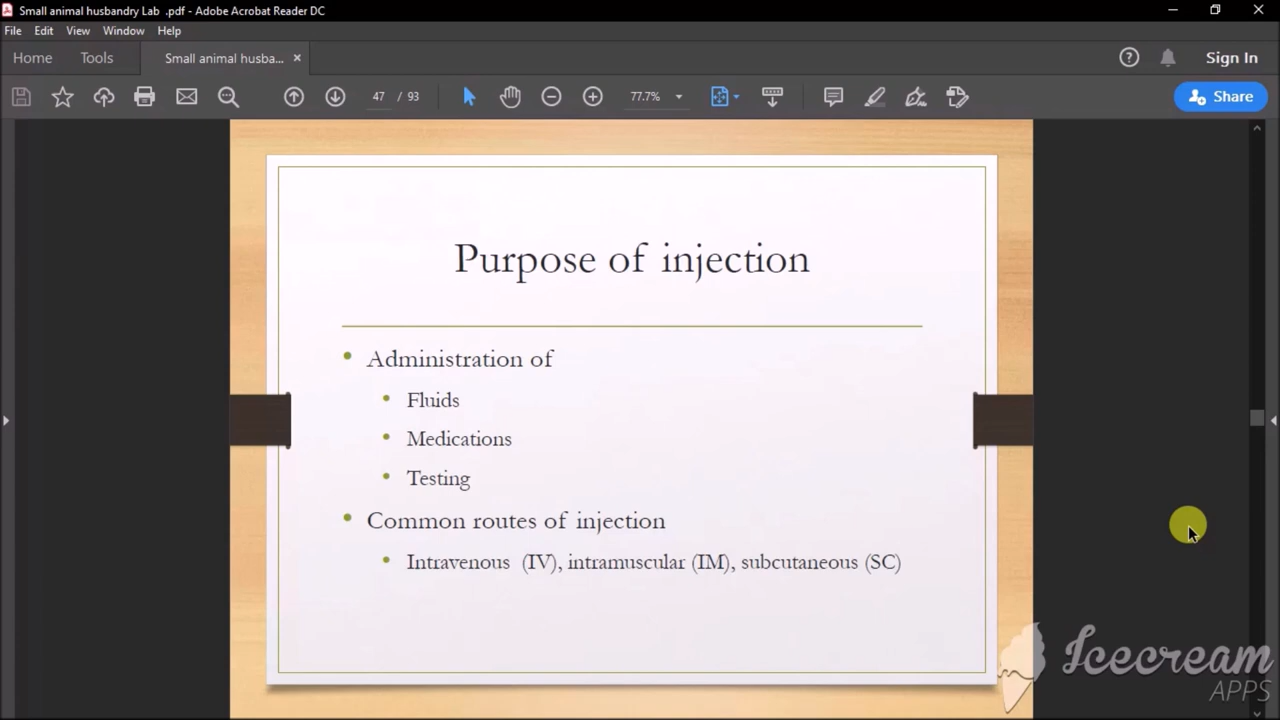 Small animal husbandry Lab .pdf - Adobe Acrobat Reader DC
File Edit View Window Help
Home Tools Small animal husba... ×
Sign In
47 / 93 77.7% Share
Purpose of injection
• Administration of
• Fluids
• Medications
• Testing
• Common routes of injection
• Intravenous (IV), intramuscular (IM), subcutaneous (SC)
Icecream
APPS